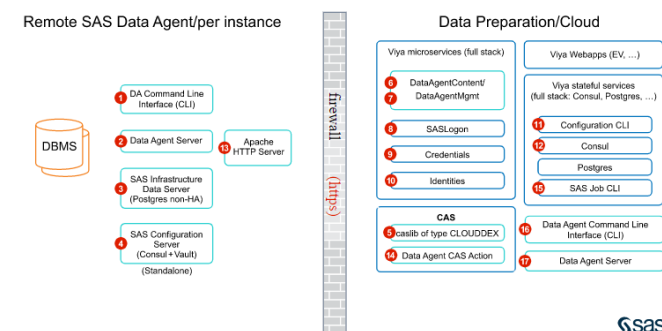 Remote SAS Data Agent/per instance
DBMS
1
DA Command Line
Interface (CLI)
2
Data Agent Server
13
Apache
HTTP Server
3
SAS Infrastructure
Data Server
(Postgres non-HA)
4
SAS Configuration
Server
(Consul+Vault)
(Standalone)
firewall
(https)
Data Preparation/Cloud
Viya microservices (full stack)
6
7
DataAgentContent/
DataAgentMgmt
8
SASLogon
9
Credentials
10
Identities
CAS
5
caslib of type CLOUDDEX
14
Data Agent CAS Action
Viya Webapps (EV, ...)
Viya stateful services
(full stack: Consul, Postgres, ...)
11
Configuration CLI
12
Consul
Postgres
15
SAS Job CLI
16
Data Agent Command Line
Interface (CLI)
17
Data Agent Server
sas